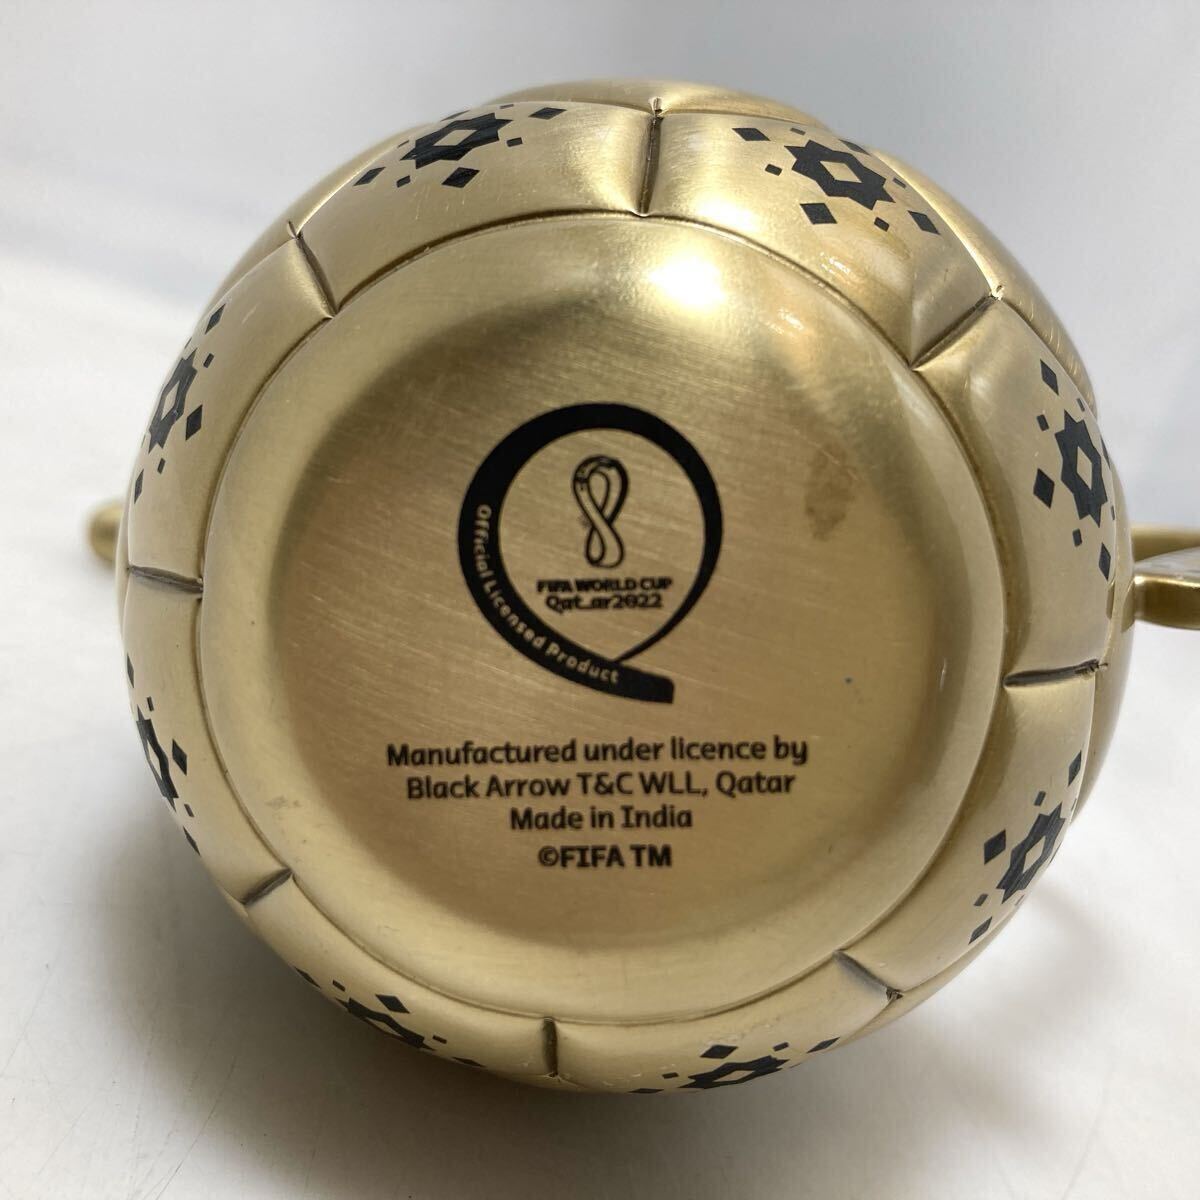 FIFA WORLD CUP
Qat_ar2022
Official Licensed Product
Manufactured under licence by
Black Arrow T&C WLL, Qatar
Made in India
©FIFA TM